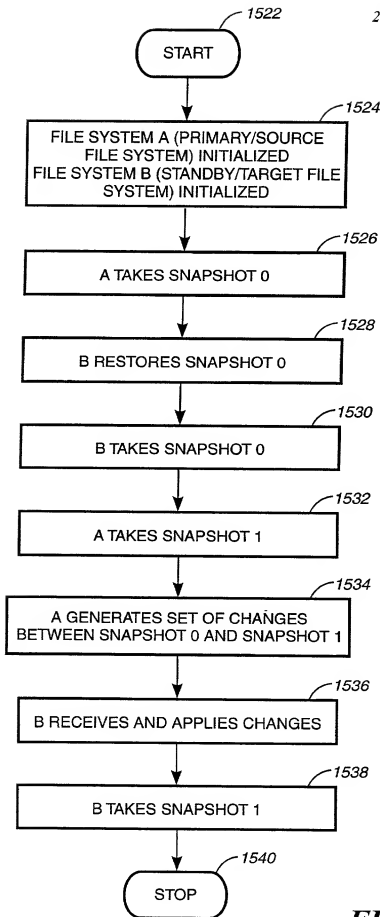 1522
2
START
1524
FILE SYSTEM A (PRIMARY/SOURCE
FILE SYSTEM) INITIALIZED
FILE SYSTEM B (STANDBY/TARGET FILE
SYSTEM) INITIALIZED
1526
A TAKES SNAPSHOT 0
1528
B RESTORES SNAPSHOT 0
1530
B TAKES SNAPSHOT 0
1532
A TAKES SNAPSHOT 1
1534
A GENERATES SET OF CHANGES
BETWEEN SNAPSHOT 0 AND SNAPSHOT 1
1536
B RECEIVES AND APPLIES CHANGES
1538
B TAKES SNAPSHOT 1
1540
STOP